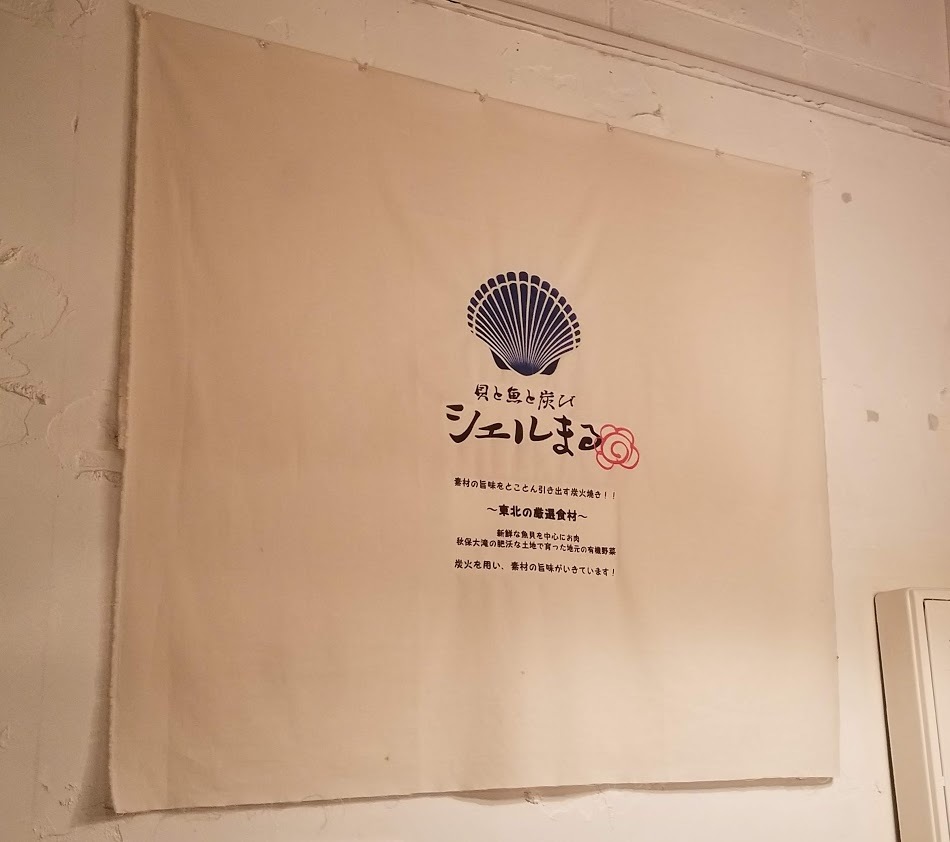 貝と魚と炭び
シェルまる
素材の旨味をとことん引き出す炭火焼き！！
～東北の厳選食材～
新鮮な魚貝を中心にお肉
秋保大滝の肥沃な土地で育った地元の有機野菜
炭火を用い、素材の旨味がいきています！